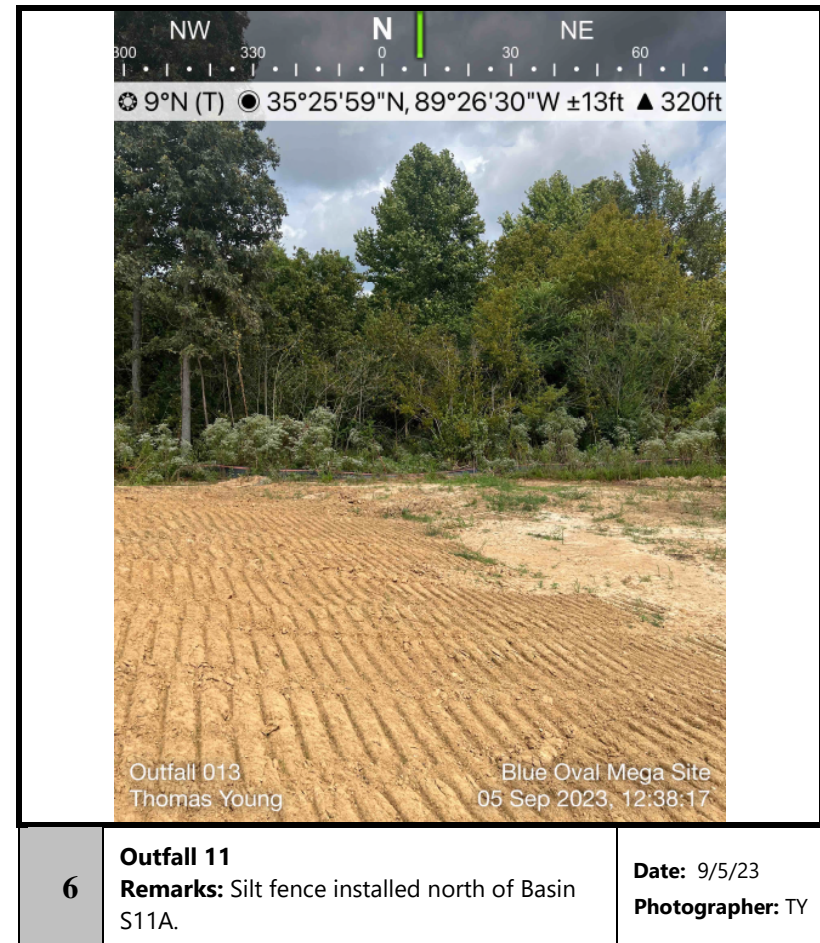 NW N NE
300 330 0 30 60
9°N (T) 35°25'59"N, 89°26'30"W ±13ft ▲ 320ft
Outfall 013
Thomas Young
Blue Oval Mega Site
05 Sep 2023, 12:38:17
6
Outfall 11
Remarks: Silt fence installed north of Basin
S11A.
Date: 9/5/23
Photographer: TY